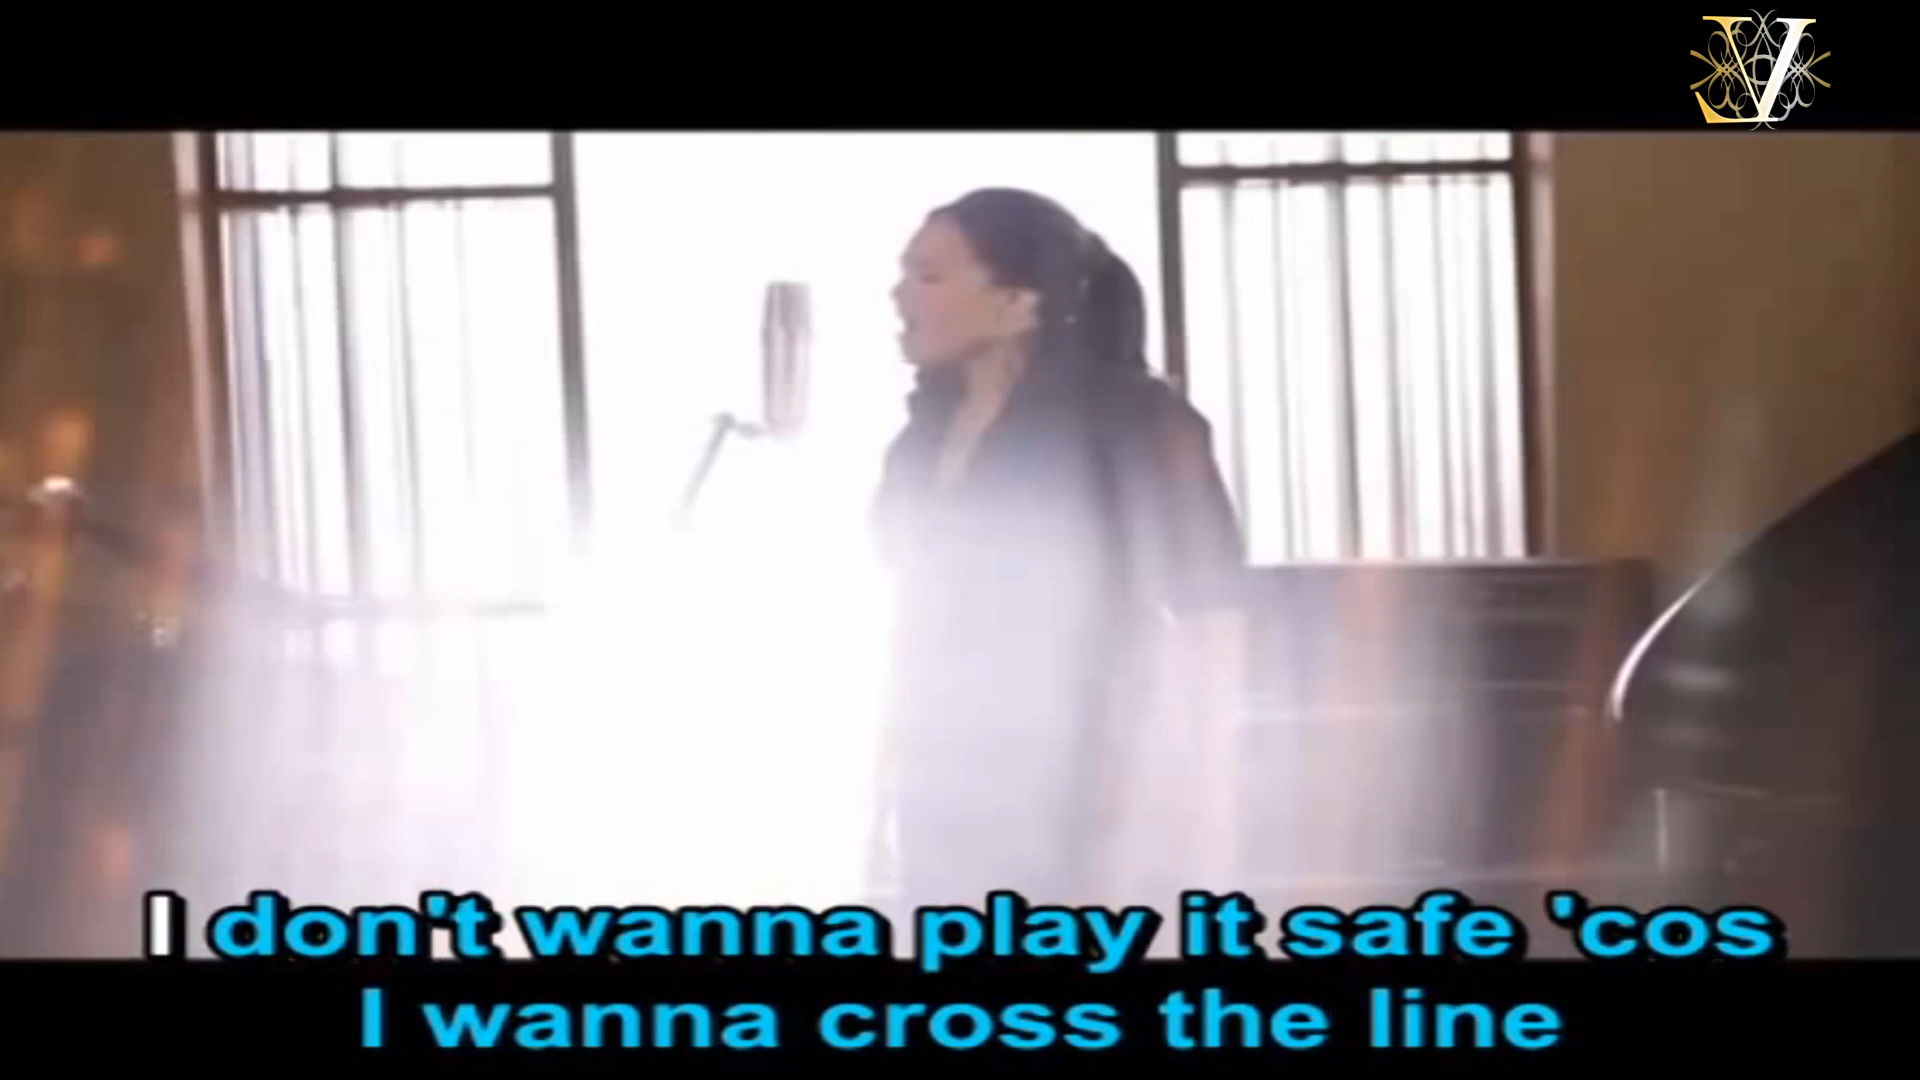 I don't wanna play it safe 'cos
I wanna cross the line